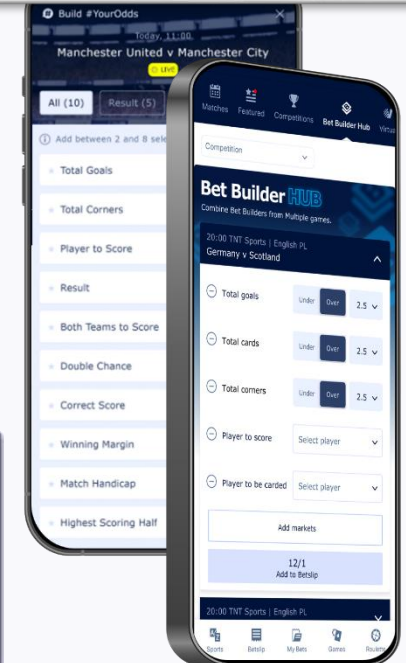 Build #YourOdds
Today, 11:00
Manchester United v Manchester City
LIVE
All (10) Result (5)
Add between 2 and 8 sele
Total Goals
Total Corners
Player to Score
Result
Both Teams to Score
Double Chance
Correct Score
Winning Margin
Match Handicap
Highest Scoring Half
Matches Featured Competitions Bet Builder Hub Virtua
Competition
Bet Builder HUB
Combine Bet Builders from Multiple games.
20:00 TNT Sports | English PL
Germany v Scotland
Total goals Under Over 2.5
Total cards Under Over 2.5
Total corners Under Over 2.5
Player to score Select player
Player to be carded Select player
Add markets
12/1
Add to Betslip
20:00 TNT Sports | English PL
Sports Betslip My Bets Games Roulette